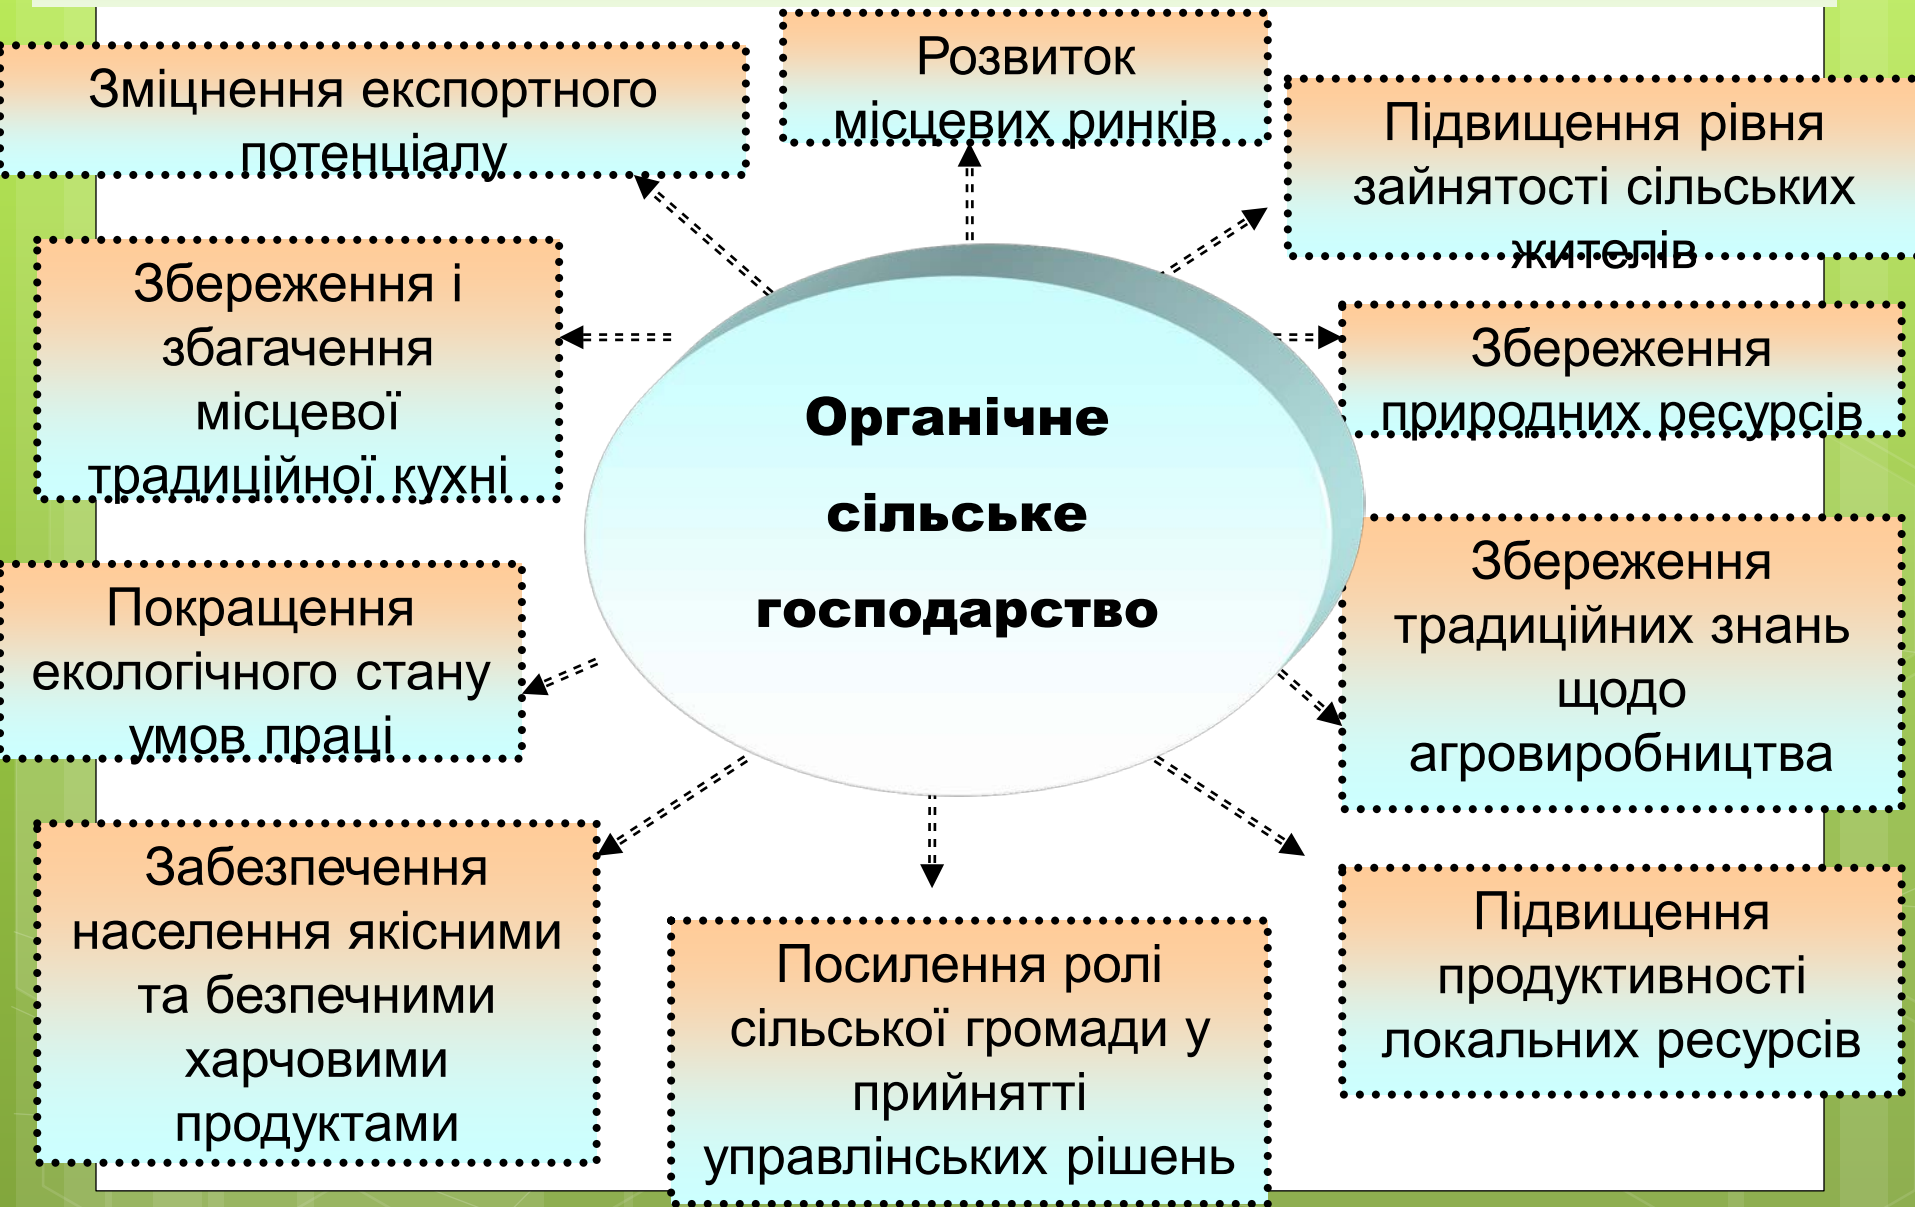 Зміцнення експортного
потенціалу
Розвиток
місцевих ринків
Підвищення рівня
зайнятості сільських
жителів
Збереження і
збагачення
місцевої
традиційної кухні
Збереження
природних ресурсів
Органічне
сільське
господарство
Покращення
екологічного стану
умов праці
Збереження
традиційних знань
щодо
агровиробництва
Забезпечення
населення якісними
та безпечними
харчовими
продуктами
Посилення ролі
сільської громади у
прийнятті
управлінських рішень
Підвищення
продуктивності
локальних ресурсів